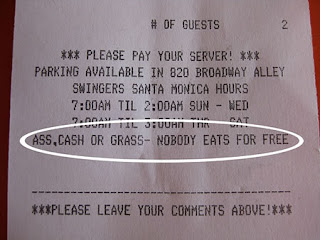 # OF GUESTS 2
*** PLEASE PAY YOUR SERVER! ***
PARKING AVAILABLE IN 820 BROADWAY ALLEY
SWINGERS SANTA MONICA HOURS
7:00AM TIL 2:00AM SUN - WED
7:00AM TIL 3:00AM THR - SAT
ASS,CASH OR GRASS- NOBODY EATS FOR FREE
***PLEASE LEAVE YOUR COMMENTS ABOVE!***